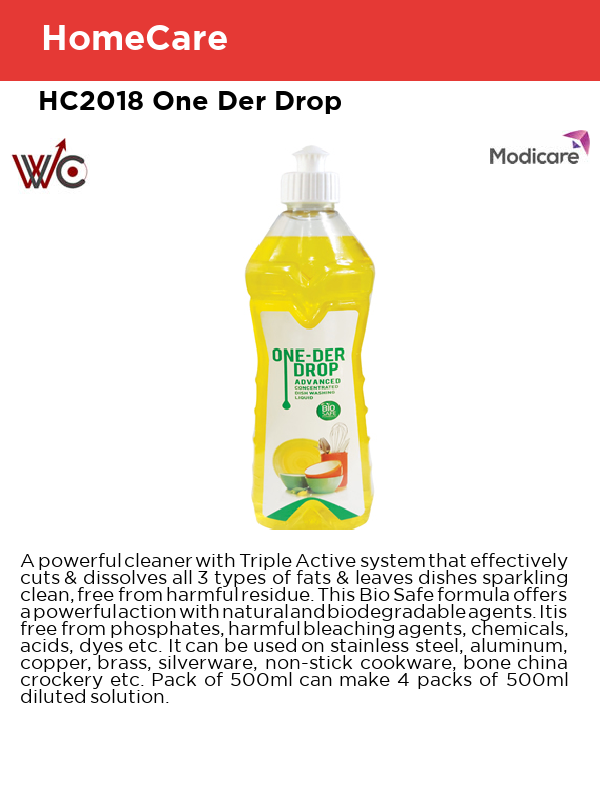 HomeCare
HC2018 One Der Drop
WC
Modicare
ONE-DER
DROP
ADVANCED
CONCENTRATED
DISH WASHING
LIQUID
BIO
SAFE
A powerful cleaner with Triple Active system that effectively
cuts & dissolves all 3 types of fats & leaves dishes sparkling
clean, free from harmful residue. This Bio Safe formula offers
a powerful action with natural and biodegradable agents. It is
free from phosphates, harmful bleaching agents, chemicals,
acids, dyes etc. It can be used on stainless steel, aluminum,
copper, brass, silverware, non-stick cookware, bone china
crockery etc. Pack of 500ml can make 4 packs of 500ml
diluted solution.